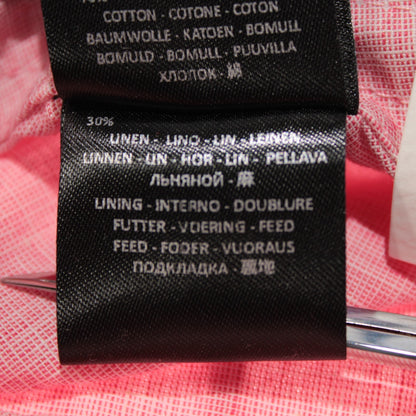 COTTON - COTONE - COTON
BAUMWOLLE - KATOEN - BOMULL
BOMULD - BOMULL - PUUVILLA
ХЛОПОК - 綿
30%
LINEN - LINO - LIN - LEINEN
LINNEN - LIN - HOR - LIN - PELLAVA
ЛЬНЯНОЙ - 麻
LINING - INTERNO - DOUBLURE
FUTTER - VOERING - FEED
FEED - FODER - VUORAUS
ПОДКЛАДКА - 裏地